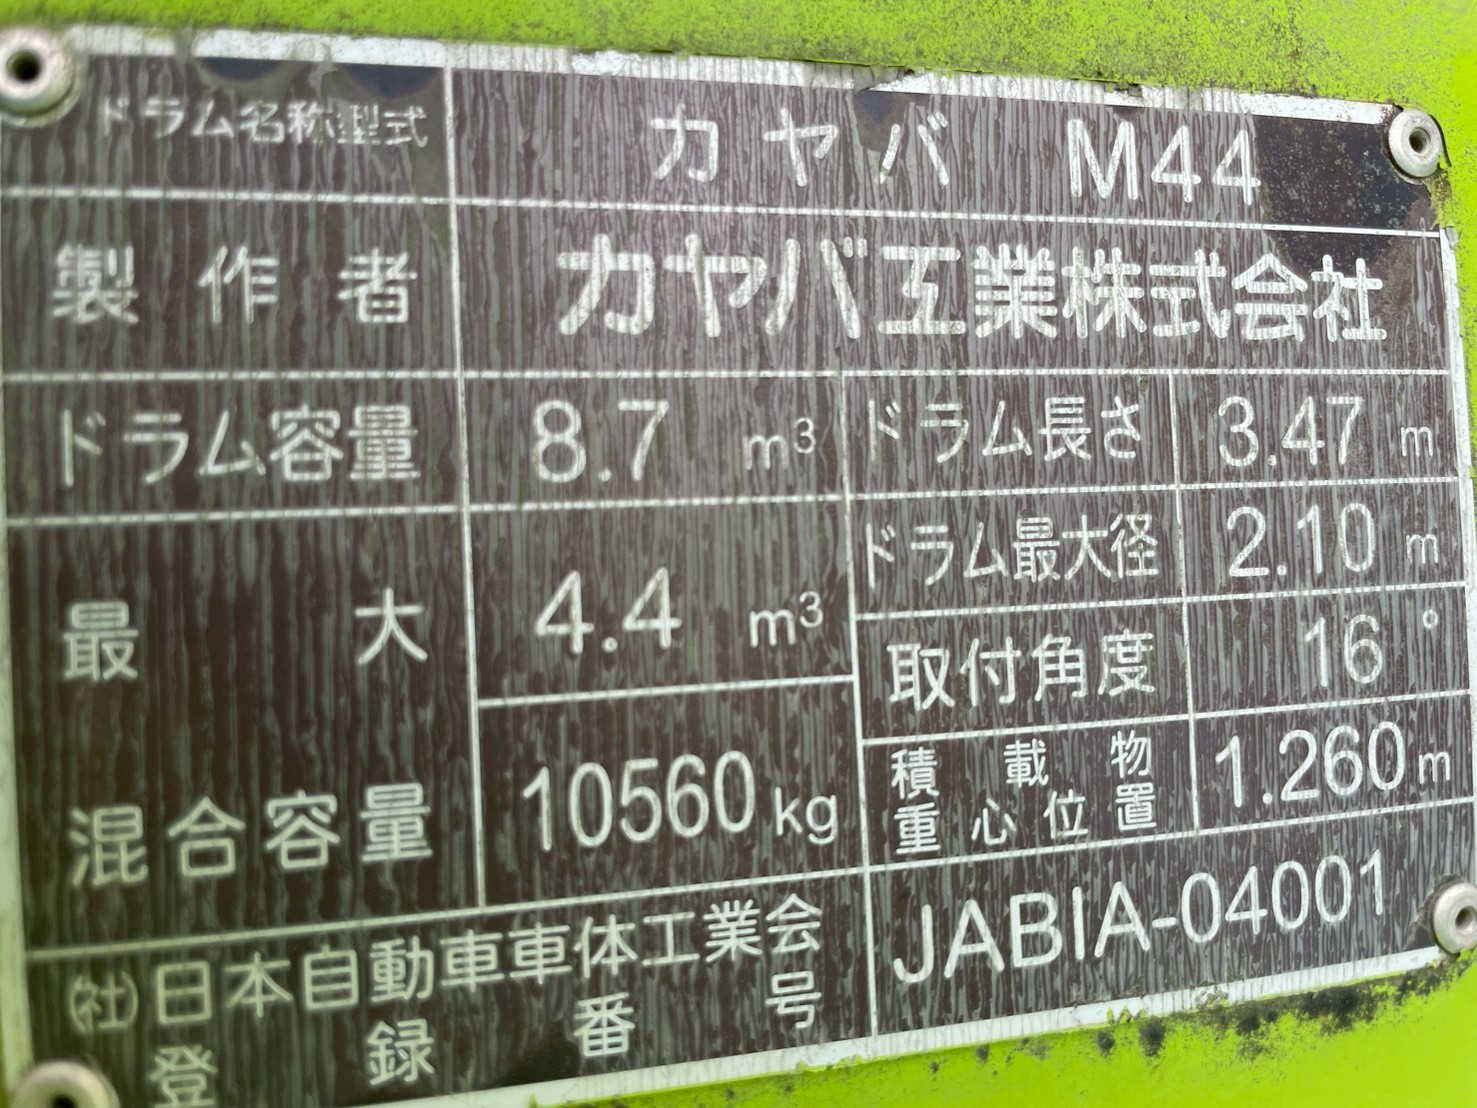 ドラム名称型式 カヤバ M44
製作者 カヤバ工業株式会社
ドラム容量 8.7 m³ ドラム長さ 3.47 m
最大混合容量 4.4 m³ ドラム最大径 2.10 m
取付角度 16°
10560 kg 積載物重心位置 1.260 m
(社)日本自動車車体工業会 JABIA-04001
登録番号